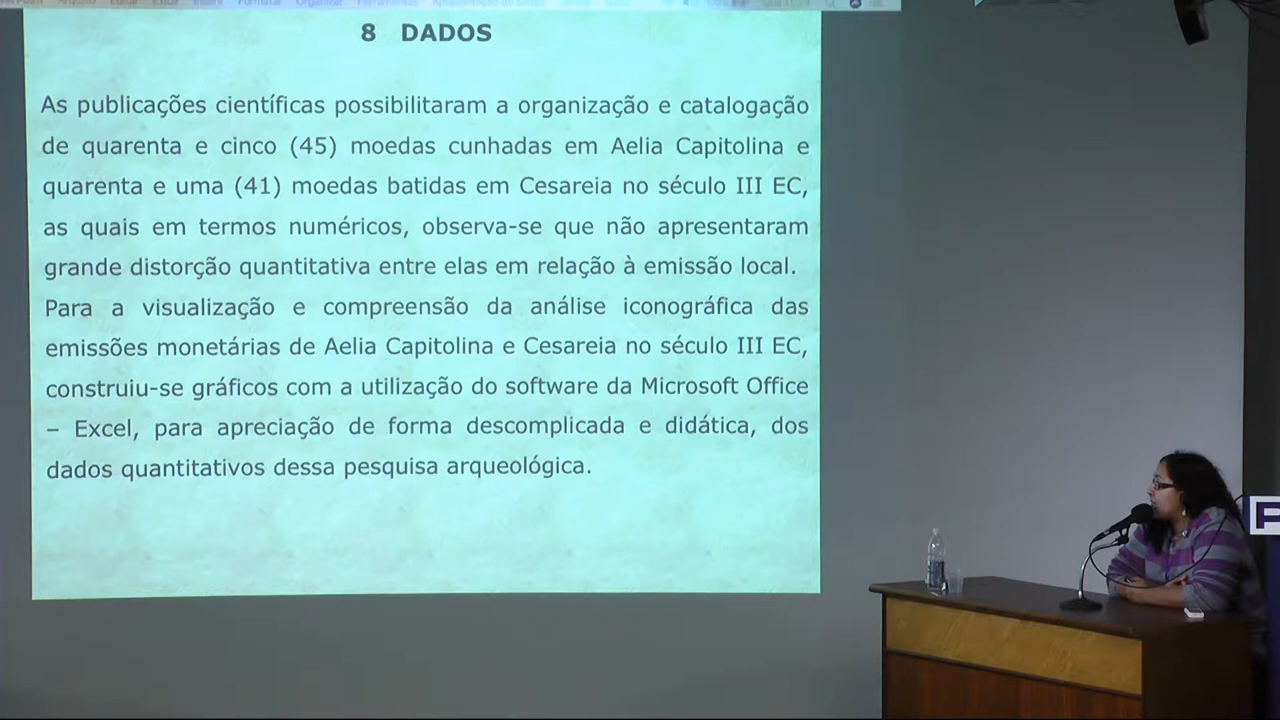 8 DADOS
As publicações científicas possibilitaram a organização e catalogação
de quarenta e cinco (45) moedas cunhadas em Aelia Capitolina e
quarenta e uma (41) moedas batidas em Cesareia no século III EC,
as quais em termos numéricos, observa-se que não apresentaram
grande distorção quantitativa entre elas em relação à emissão local.
Para a visualização e compreensão da análise iconográfica das
emissões monetárias de Aelia Capitolina e Cesareia no século III EC,
construiu-se gráficos com a utilização do software da Microsoft Office
– Excel, para apreciação de forma descomplicada e didática, dos
dados quantitativos dessa pesquisa arqueológica.